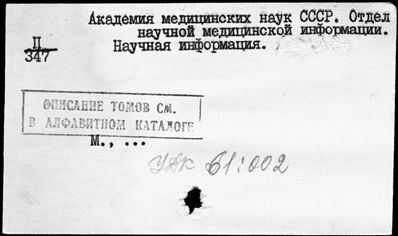 Академия медицинских наук СССР. Отдел
научной медицинской информации.
II
347
Научная информация.
ОПИСАНИЕ ТОМОВ СМ.
В АЛФАВИТНОМ КАТАЛОГЕ
М., ...
УДК 61:002